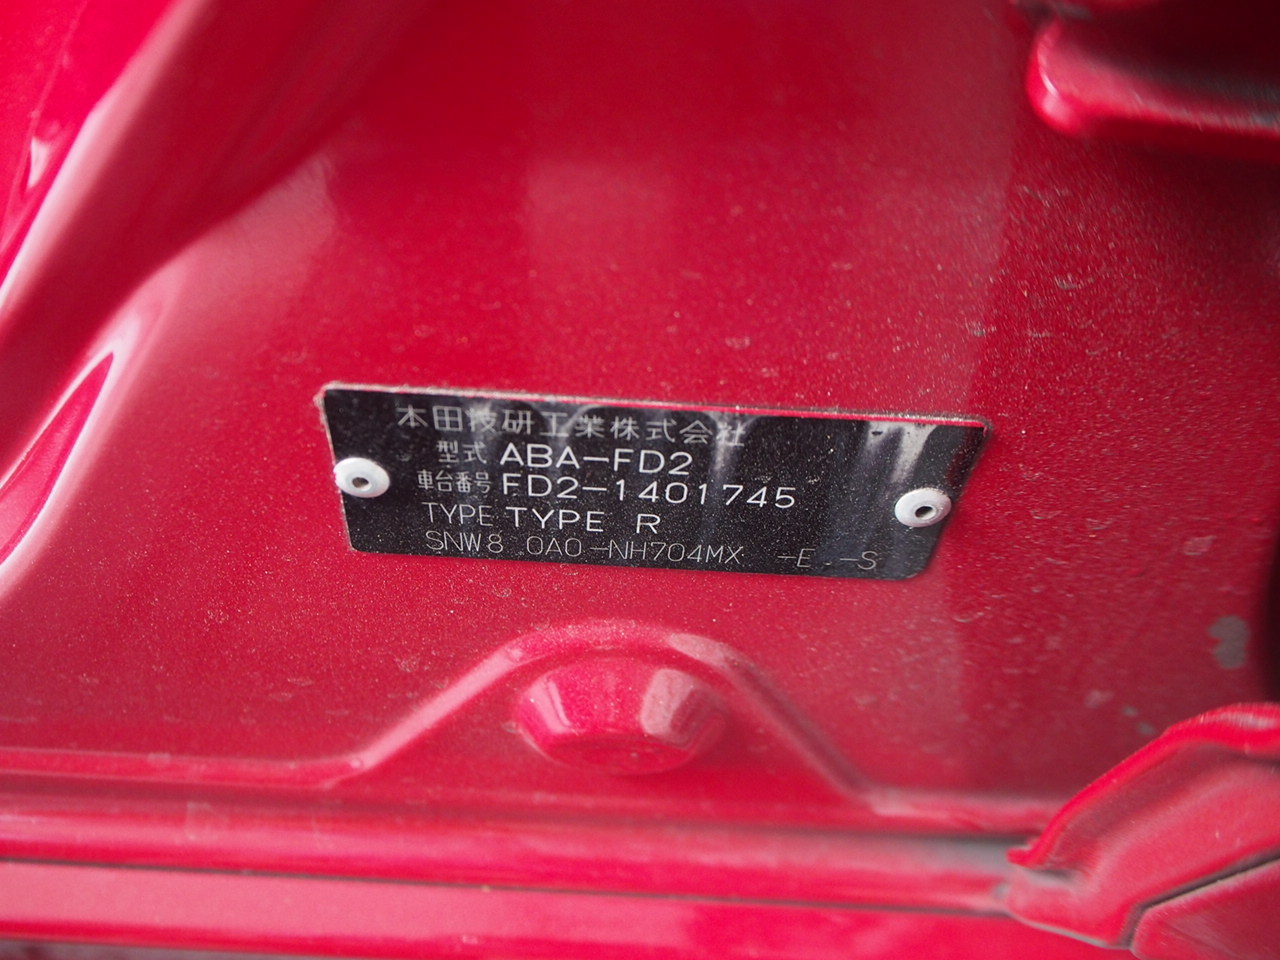 本田技研工業株式会社
型式 ABA-FD2
車台番号 FD2-1401745
TYPE TYPE R
SNW8 0A0-NH704MX -E -S